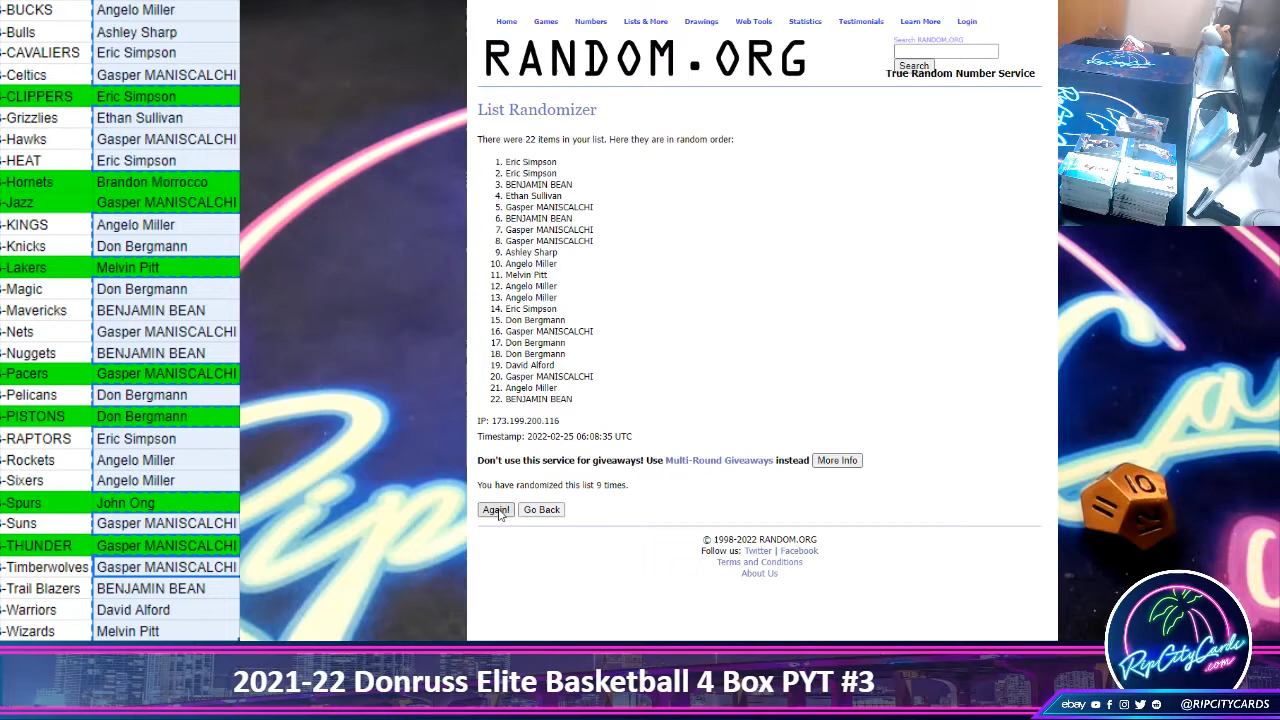 -BUCKS Angelo Miller
-Bulls Ashley Sharp
-CAVALIERS Eric Simpson
-Celtics Gasper MANISCALCHI
-CLIPPERS Eric Simpson
-Grizzlies Ethan Sullivan
-Hawks Gasper MANISCALCHI
-HEAT Eric Simpson
-Hornets Brandon Morrocco
-Jazz Gasper MANISCALCHI
-KINGS Angelo Miller
-Knicks Don Bergmann
-Lakers Melvin Pitt
-Magic Don Bergmann
-Mavericks BENJAMIN BEAN
-Nets Gasper MANISCALCHI
-Nuggets BENJAMIN BEAN
-Pacers Gasper MANISCALCHI
-Pelicans Don Bergmann
-PISTONS Don Bergmann
-RAPTORS Eric Simpson
-Rockets Angelo Miller
-Sixers Angelo Miller
-Spurs John Ong
-Suns Gasper MANISCALCHI
-THUNDER Gasper MANISCALCHI
-Timberwolves Gasper MANISCALCHI
-Trail Blazers BENJAMIN BEAN
-Warriors David Alford
-Wizards Melvin Pitt
Home Games Numbers Lists & More Drawings Web Tools Statistics Testimonials Learn More Login
RANDOM.ORG
Search RANDOM.ORG
Search
True Random Number Service
List Randomizer
There were 22 items in your list. Here they are in random order:
1. Eric Simpson
2. Eric Simpson
3. BENJAMIN BEAN
4. Ethan Sullivan
5. Gasper MANISCALCHI
6. BENJAMIN BEAN
7. Gasper MANISCALCHI
8. Gasper MANISCALCHI
9. Ashley Sharp
10. Angelo Miller
11. Melvin Pitt
12. Angelo Miller
13. Angelo Miller
14. Eric Simpson
15. Don Bergmann
16. Gasper MANISCALCHI
17. Don Bergmann
18. Don Bergmann
19. David Alford
20. Gasper MANISCALCHI
21. Angelo Miller
22. BENJAMIN BEAN
IP: 173.199.200.116
Timestamp: 2022-02-25 06:08:35 UTC
Don't use this service for giveaways! Use Multi-Round Giveaways instead More Info
You have randomized this list 9 times.
Again! Go Back
© 1998-2022 RANDOM.ORG
Follow us: Twitter | Facebook
Terms and Conditions
About Us
10
RipCityCards
.com
2021-22 Donruss Elite Basketball 4 Box PYT #3
ebay @RIPCITYCARDS